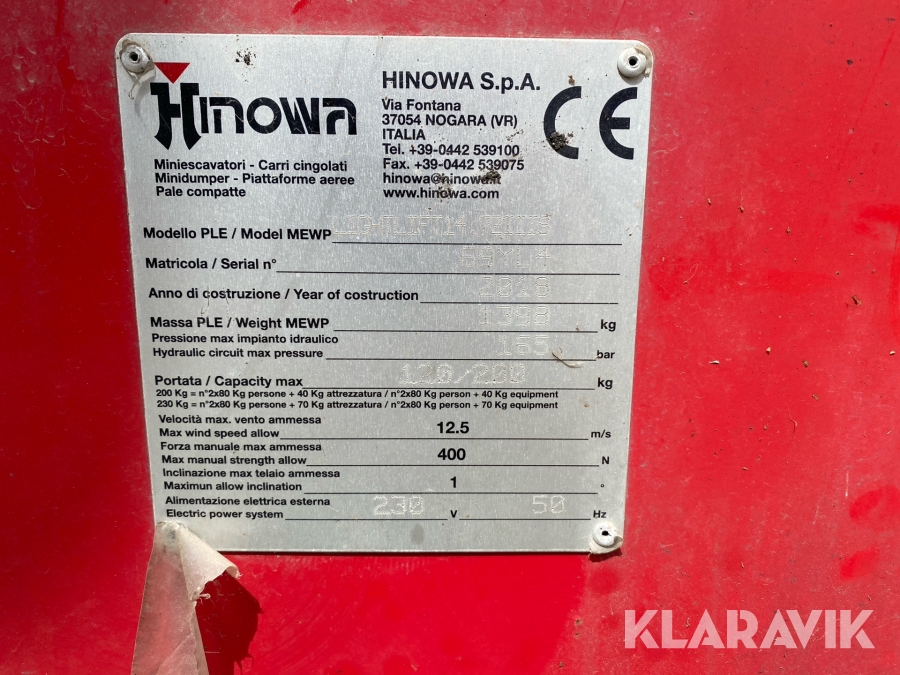 HINOWA
Miniescavatori - Carri cingolati
Minidumper - Piattaforme aeree
Pale compatte
HINOWA S.p.A.
Via Fontana
37054 NOGARA (VR)
ITALIA
Tel. +39-0442 539100
Fax. +39-0442 539075
hinowa@hinowa.it
www.hinowa.com
CE
Modello PLE / Model MEWP
Matricola / Serial n°
Anno di costruzione / Year of costruction 2018
Massa PLE / Weight MEWP 1398 kg
Pressione max impianto idraulico
Hydraulic circuit max pressure 165 bar
Portata / Capacity max 120/200 kg
200 Kg = n°2x80 Kg persone + 40 Kg attrezzatura / n°2x80 Kg person + 40 Kg equipment
230 Kg = n°2x80 Kg persone + 70 Kg attrezzatura / n°2x80 Kg person + 70 Kg equipment
Velocità max. vento ammessa
Max wind speed allow 12.5 m/s
Forza manuale max ammessa
Max manual strength allow 400 N
Inclinazione max telaio ammessa
Maximun allow inclination 1 °
Alimentazione elettrica esterna
Electric power system 230 V 50 Hz
KLARAVIK